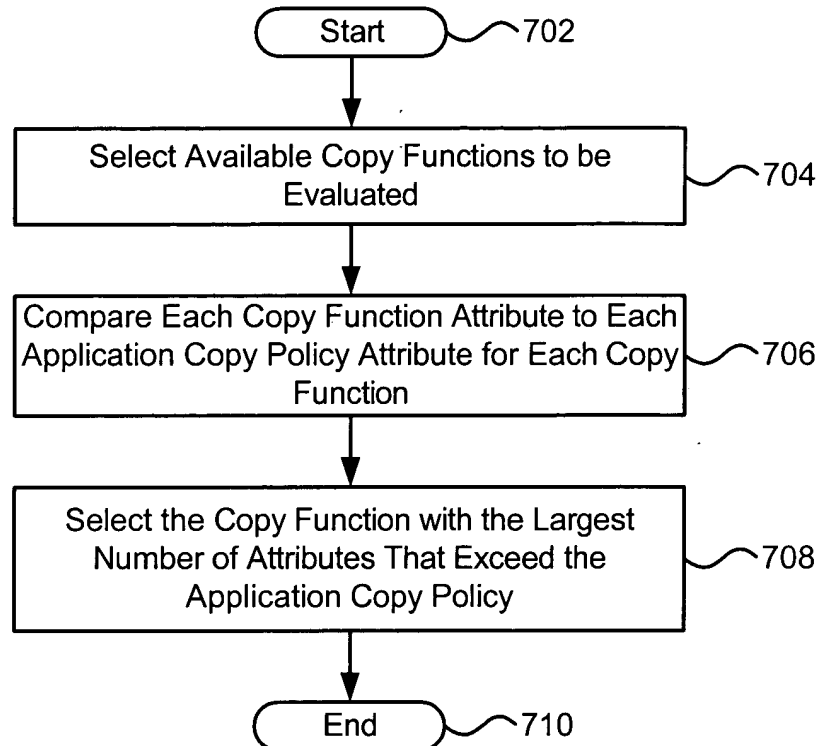 Start
702
Select Available Copy Functions to be
Evaluated
704
Compare Each Copy Function Attribute to Each
Application Copy Policy Attribute for Each Copy
Function
706
Select the Copy Function with the Largest
Number of Attributes That Exceed the
Application Copy Policy
708
End
710